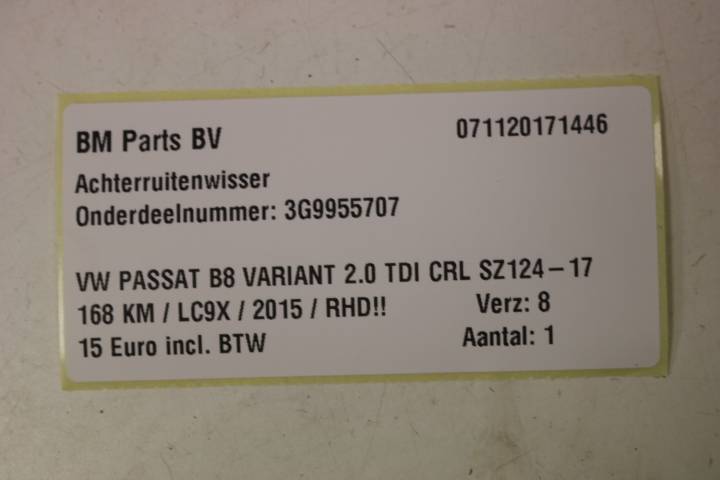 BM Parts BV 071120171446
Achterruitenwisser
Onderdeelnummer: 3G9955707
VW PASSAT B8 VARIANT 2.0 TDI CRL SZ124-17
168 KM / LC9X / 2015 / RHD!! Verz: 8
15 Euro incl. BTW Aantal: 1